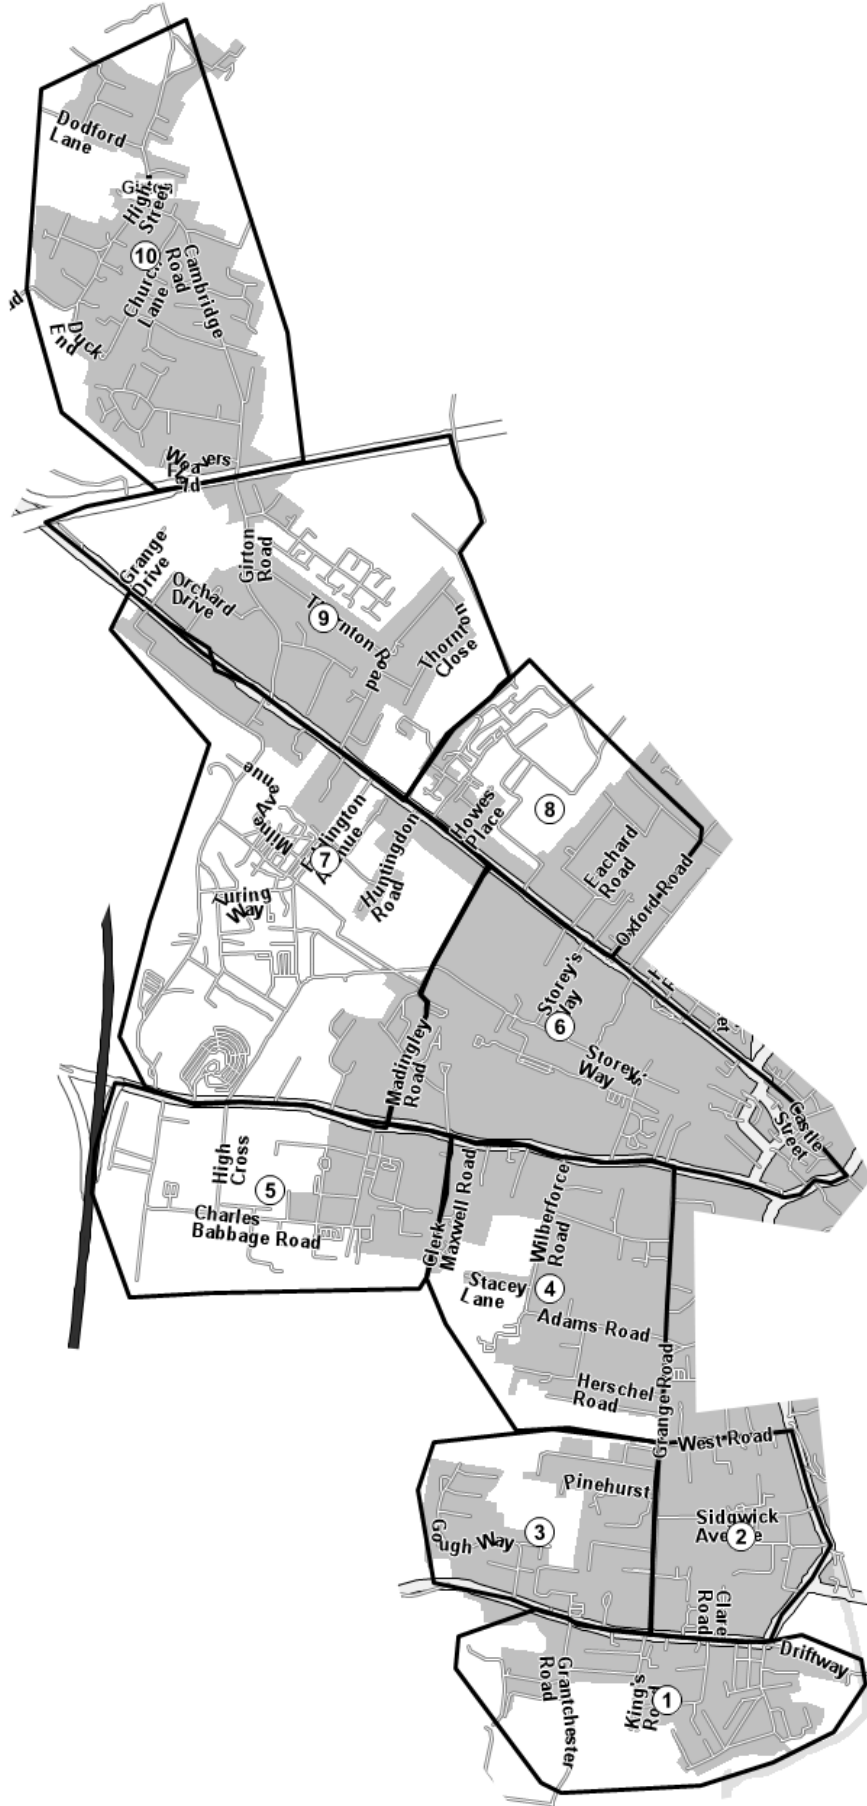 Dodford
Lane
High
Street
10
Church
Lane
Cambridge
Road
Duck
End
Weavers
Grange
Drive
Orchard
Drive
Girton
Road
9
Thornton Road
Thornton
Close
8
Howes
Place
Eachard
Road
Oxford Road
Milne Avenue
7
Huntingdon
Road
Turing
Way
Storey's
Way
6
Storey's
Way
Madingley
Road
Castle
Street
High
Cross
5
Charles
Babbage Road
Clerk
Maxwell Road
Wilberforce
Road
Stacey
Lane
4
Adams Road
Herschel
Road
Grange Road
West Road
Pinehurst
3
Gough Way
Sidgwick
Avenue
2
Clare
Road
Driftway
King's
Road
1
Grantchester
Road